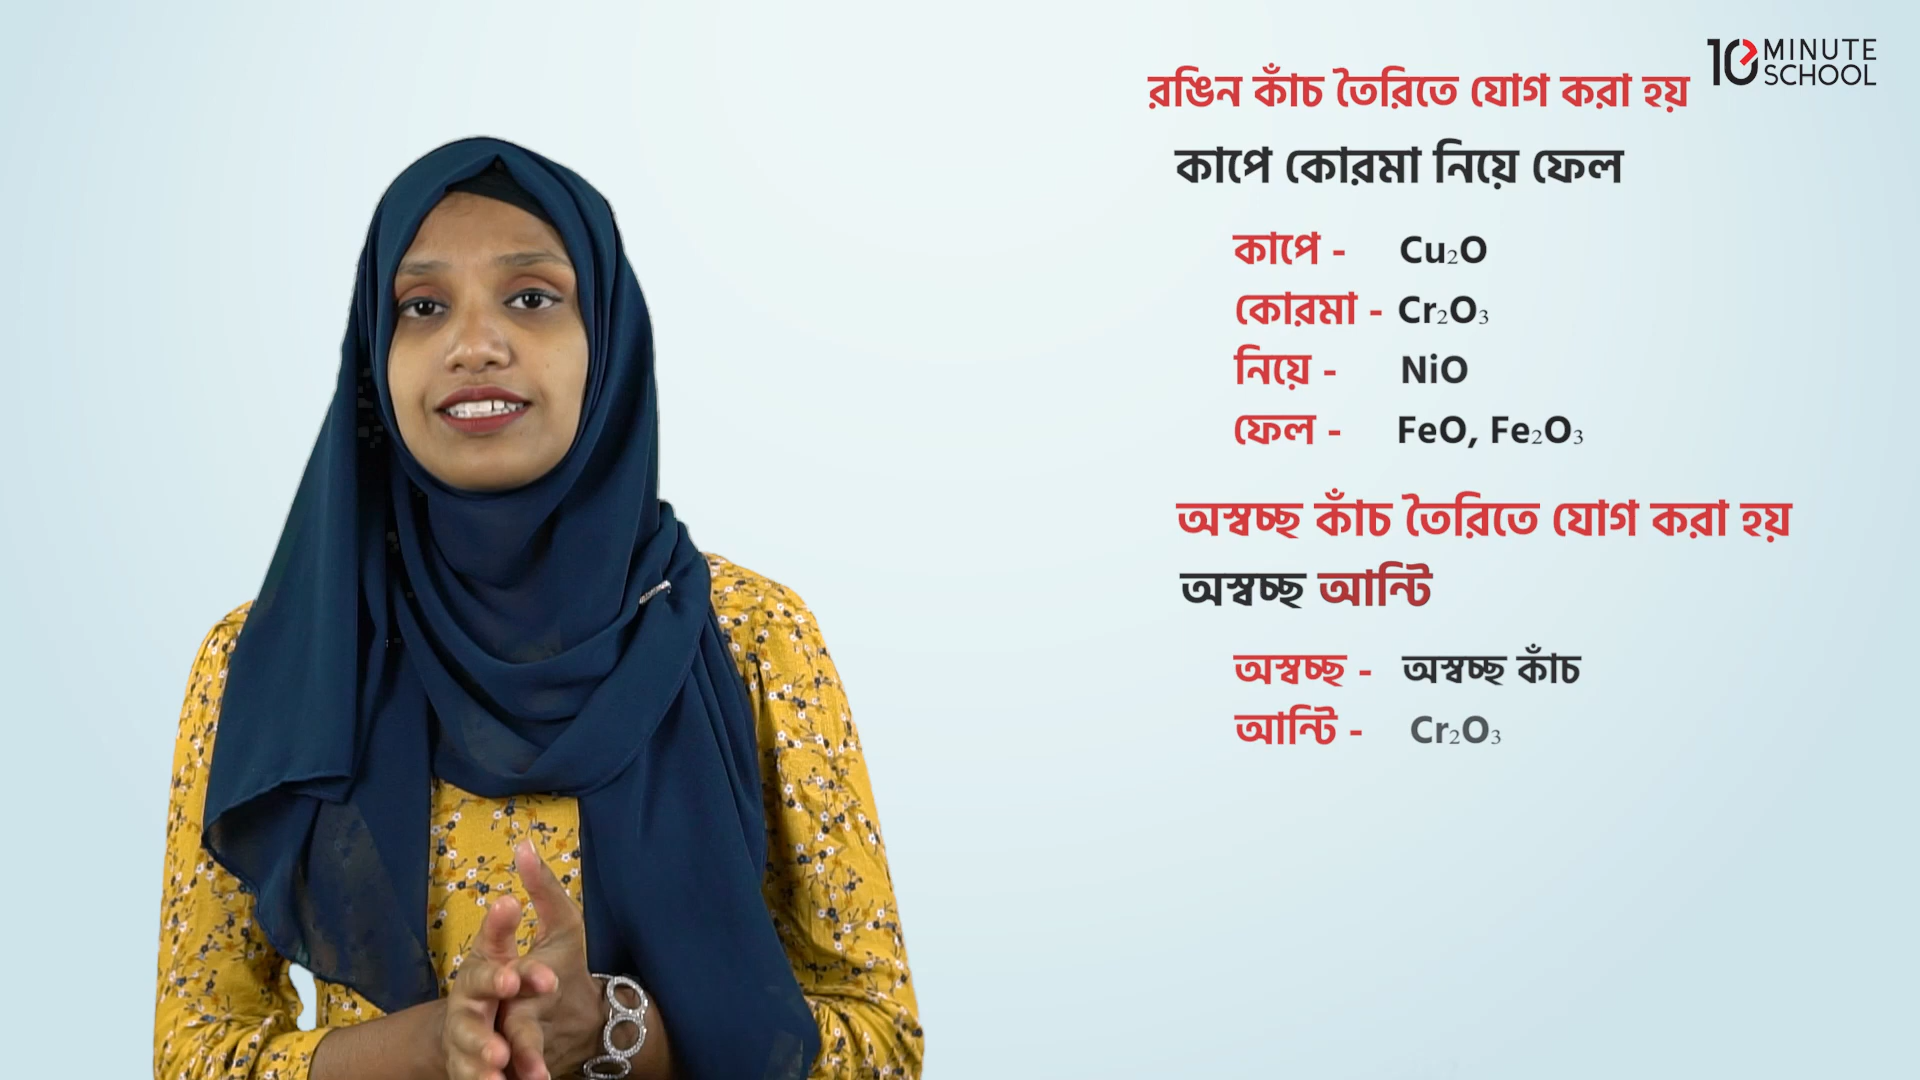 10 MINUTE SCHOOL
রঙিন কাঁচ তৈরিতে যোগ করা হয়
কাপে কোরমা নিয়ে ফেল
কাপে - Cu₂O
কোরমা - Cr₂O₃
নিয়ে - NiO
ফেল - FeO, Fe₂O₃
অস্বচ্ছ কাঁচ তৈরিতে যোগ করা হয়
অস্বচ্ছ আন্টি
অস্বচ্ছ - অস্বচ্ছ কাঁচ
আন্টি - Cr₂O₃